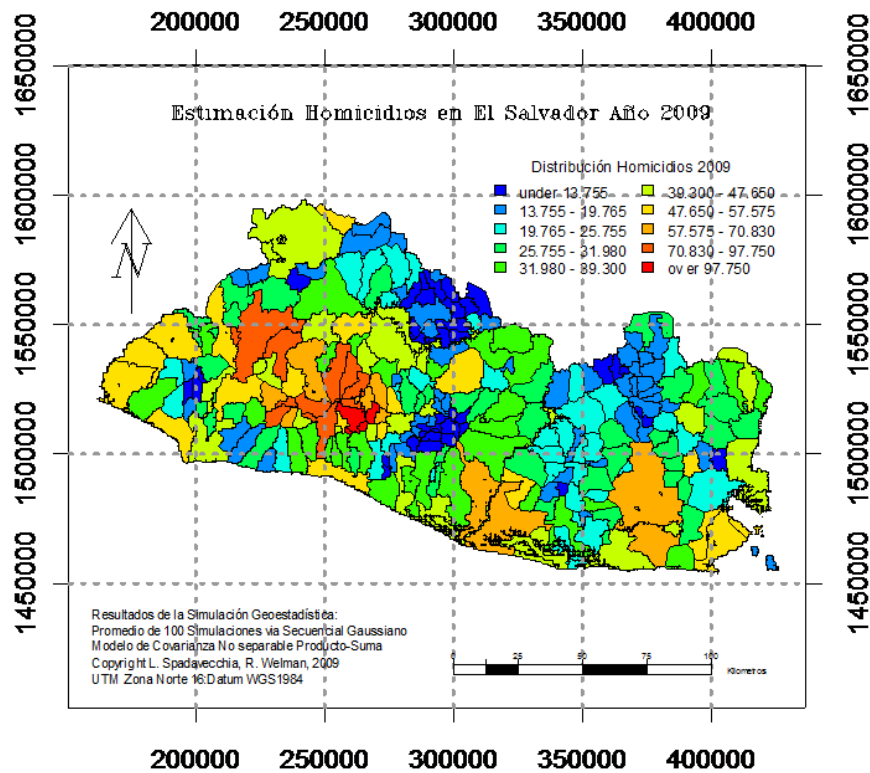 200000 250000 300000 350000 400000
1650000 1650000
Estimación Homicidios en El Salvador Año 2009
Distribución Homicidios 2009
under 13.755 39.300 - 47.650
13.755 - 19.765 47.650 - 57.575
19.765 - 25.755 57.575 - 70.830
25.755 - 31.980 70.830 - 97.750
31.980 - 39.300 over 97.750
1600000 1600000
N
1550000 1550000
1500000 1500000
1450000 1450000
Resultados de la Simulación Geoestadística:
Promedio de 100 Simulaciones via Secuencial Gaussiano
Modelo de Covarianza No separable Producto-Suma
Copyright L. Spadavecchia, R. Welman, 2009
UTM Zona Norte 16:Datum WGS1984
0 25 50 75 100
Kilometros
200000 250000 300000 350000 400000